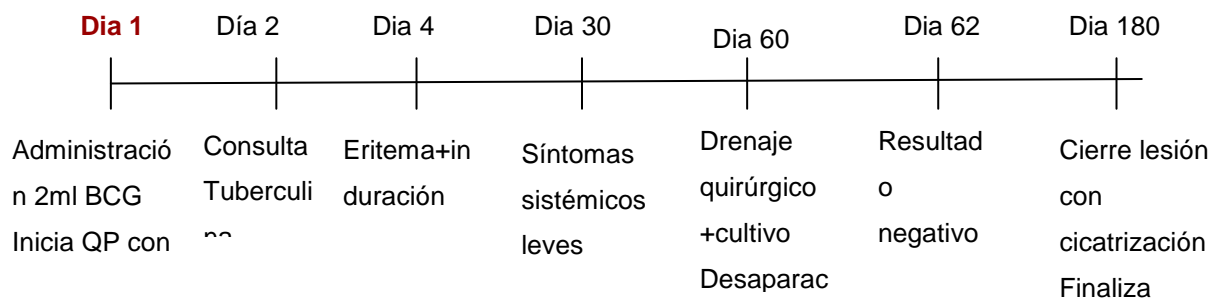 Dia 1
Día 2
Dia 4
Dia 30
Dia 60
Dia 62
Dia 180
Administració
n 2ml BCG
Inicia QP con
Consulta
Tuberculi
Eritema+in
duración
Síntomas
sistémicos
leves
Drenaje
quirúrgico
+cultivo
Desaparac
Resultad
o
negativo
Cierre lesión
con
cicatrización
Finaliza